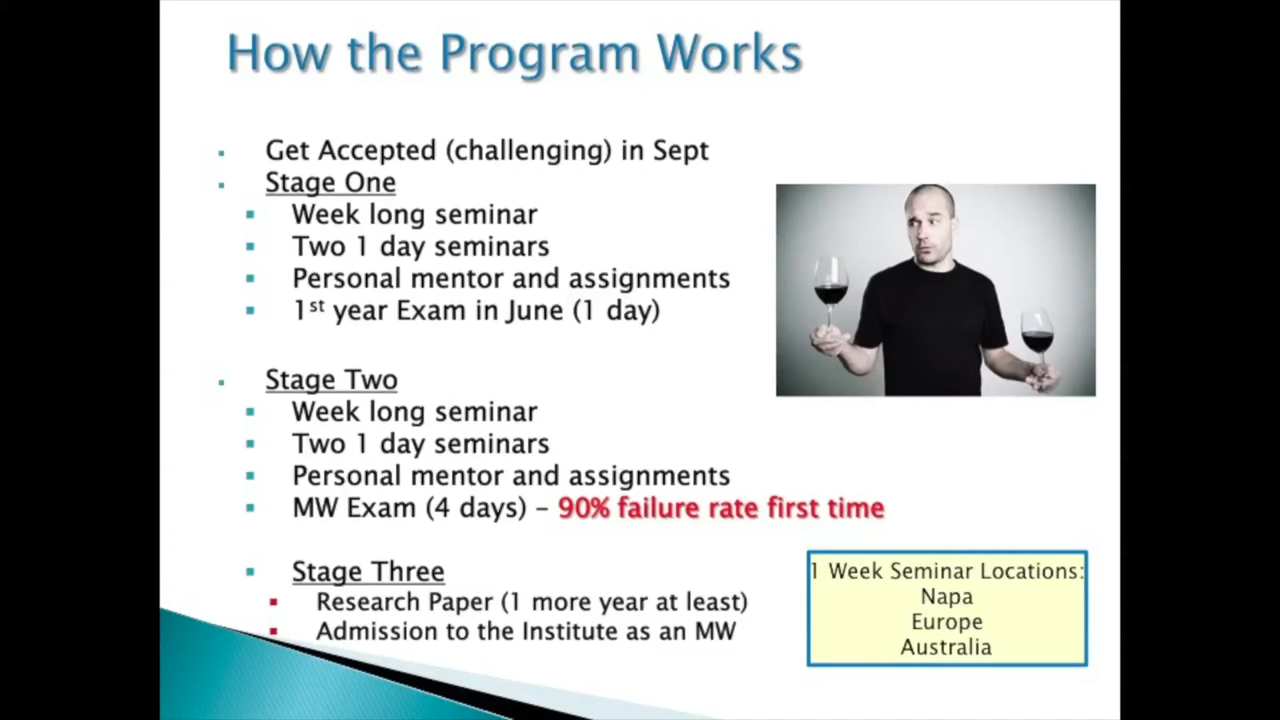 How the Program Works
Get Accepted (challenging) in Sept
Stage One
Week long seminar
Two 1 day seminars
Personal mentor and assignments
1st year Exam in June (1 day)
Stage Two
Week long seminar
Two 1 day seminars
Personal mentor and assignments
MW Exam (4 days) – 90% failure rate first time
Stage Three
Research Paper (1 more year at least)
Admission to the Institute as an MW
1 Week Seminar Locations:
Napa
Europe
Australia